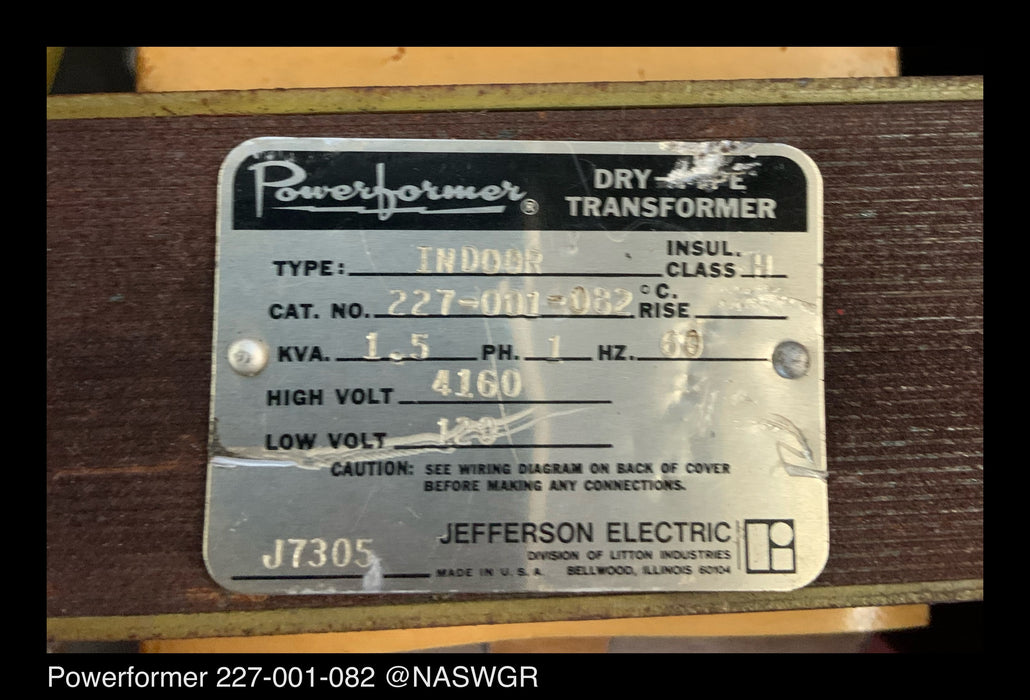 Powerformer®
DRY-TYPE
TRANSFORMER
TYPE: INDOOR
INSUL.
CLASS H
CAT. NO. 227-001-082
°C.
RISE
KVA. 1.5 PH. 1 HZ. 60
HIGH VOLT 4160
LOW VOLT 120
CAUTION: SEE WIRING DIAGRAM ON BACK OF COVER
BEFORE MAKING ANY CONNECTIONS.
J7305
JEFFERSON ELECTRIC
DIVISION OF LITTON INDUSTRIES
MADE IN U.S.A. BELLWOOD, ILLINOIS 60104
Powerformer 227-001-082 @NASWGR